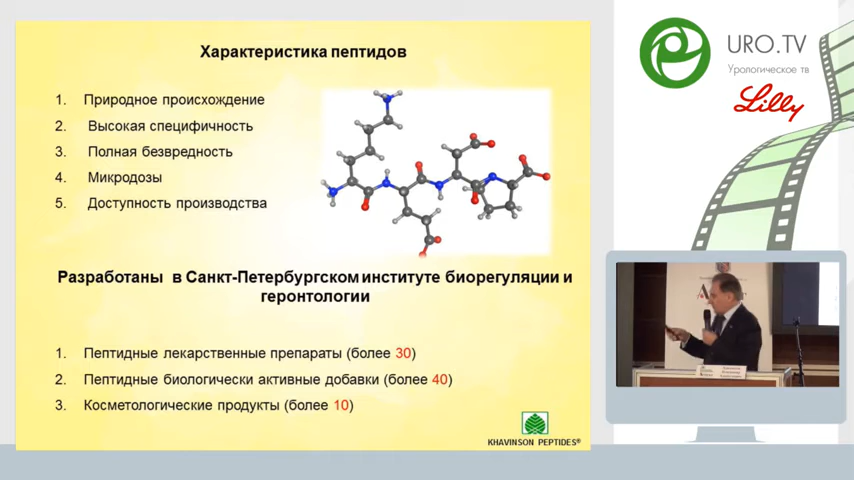 Характеристика пептидов
1. Природное происхождение
2. Высокая специфичность
3. Полная безвредность
4. Микродозы
5. Доступность производства
Разработаны в Санкт-Петербургском институте биорегуляции и
геронтологии
1. Пептидные лекарственные препараты (более 30)
2. Пептидные биологически активные добавки (более 40)
3. Косметологические продукты (более 10)
KHAVINSON PEPTIDES®
URO.TV
Урологическое тв
Lilly